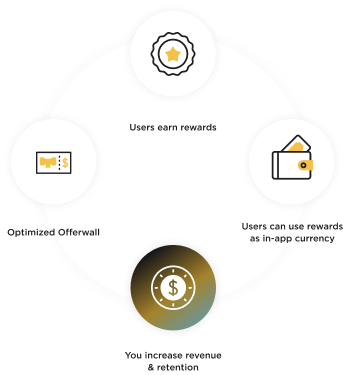 Users earn rewards
Optimized Offerwall
Users can use rewards
as in-app currency
You increase revenue
& retention